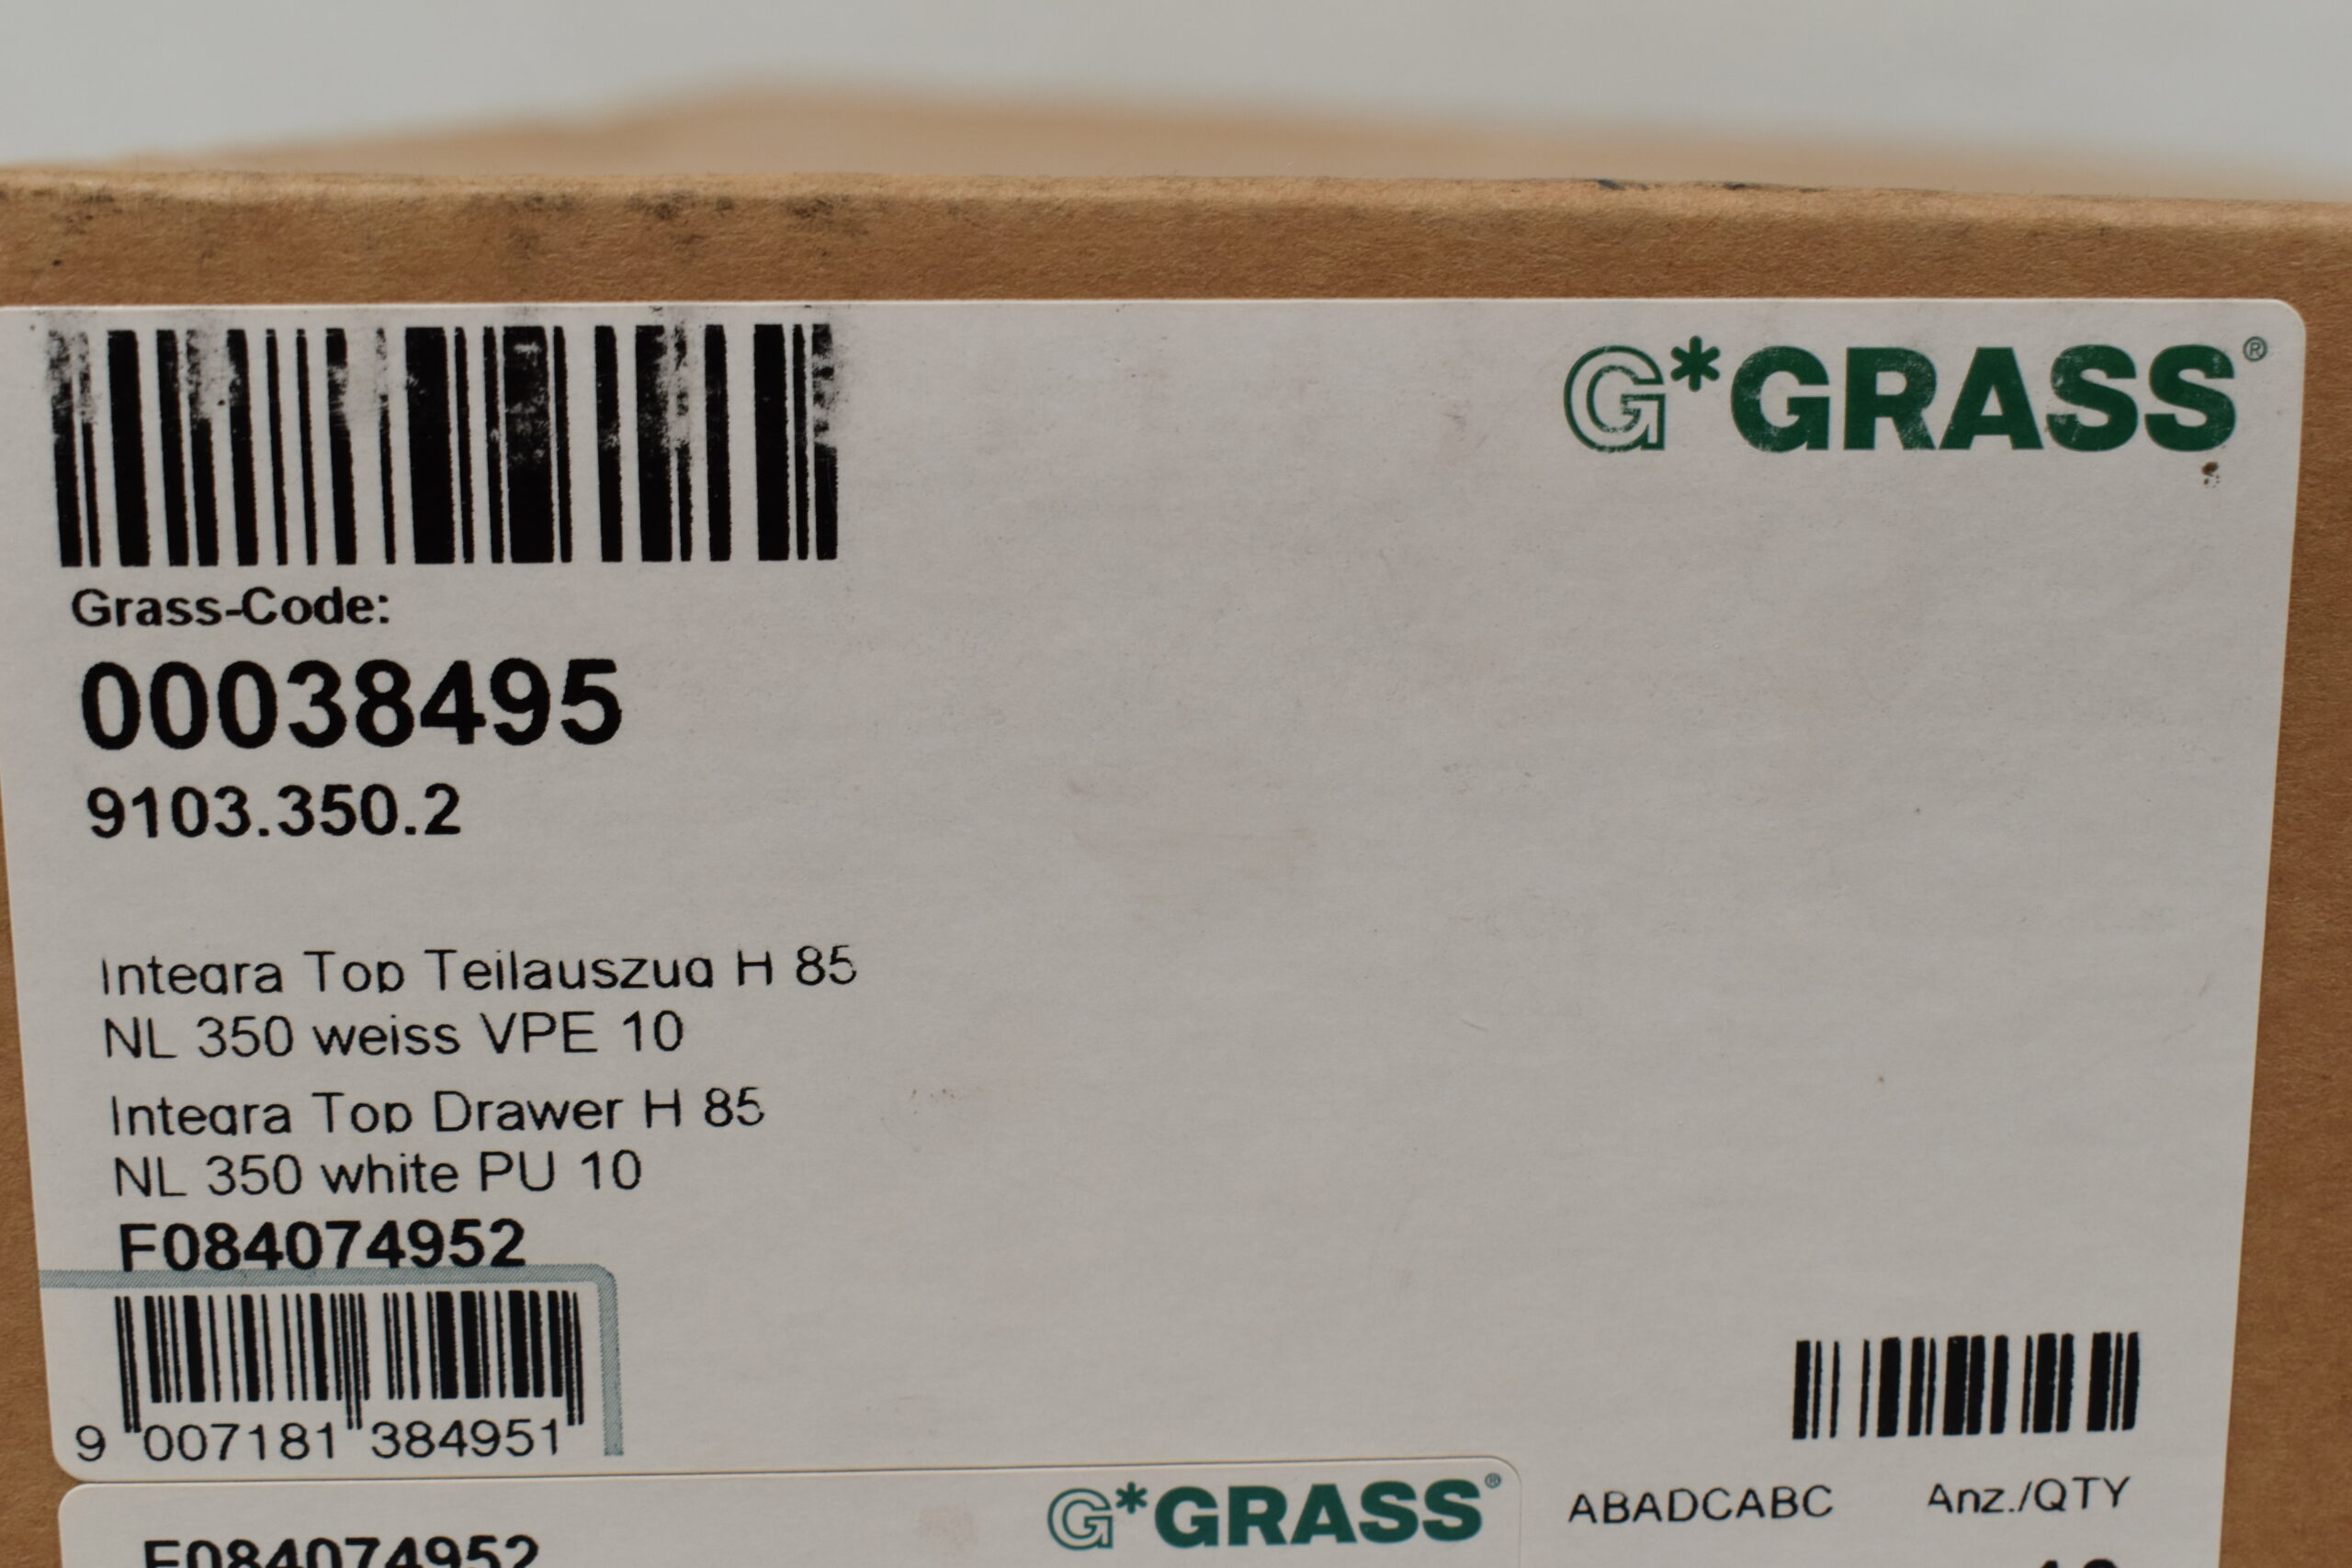 G*GRASS®
Grass-Code:
00038495
9103.350.2
Integra Top Teilauszug H 85
NL 350 weiss VPE 10
Integra Top Drawer H 85
NL 350 white PU 10
F084074952
9 007181 384951
ABADCABC Anz./QTY
G*GRASS®
F084074952